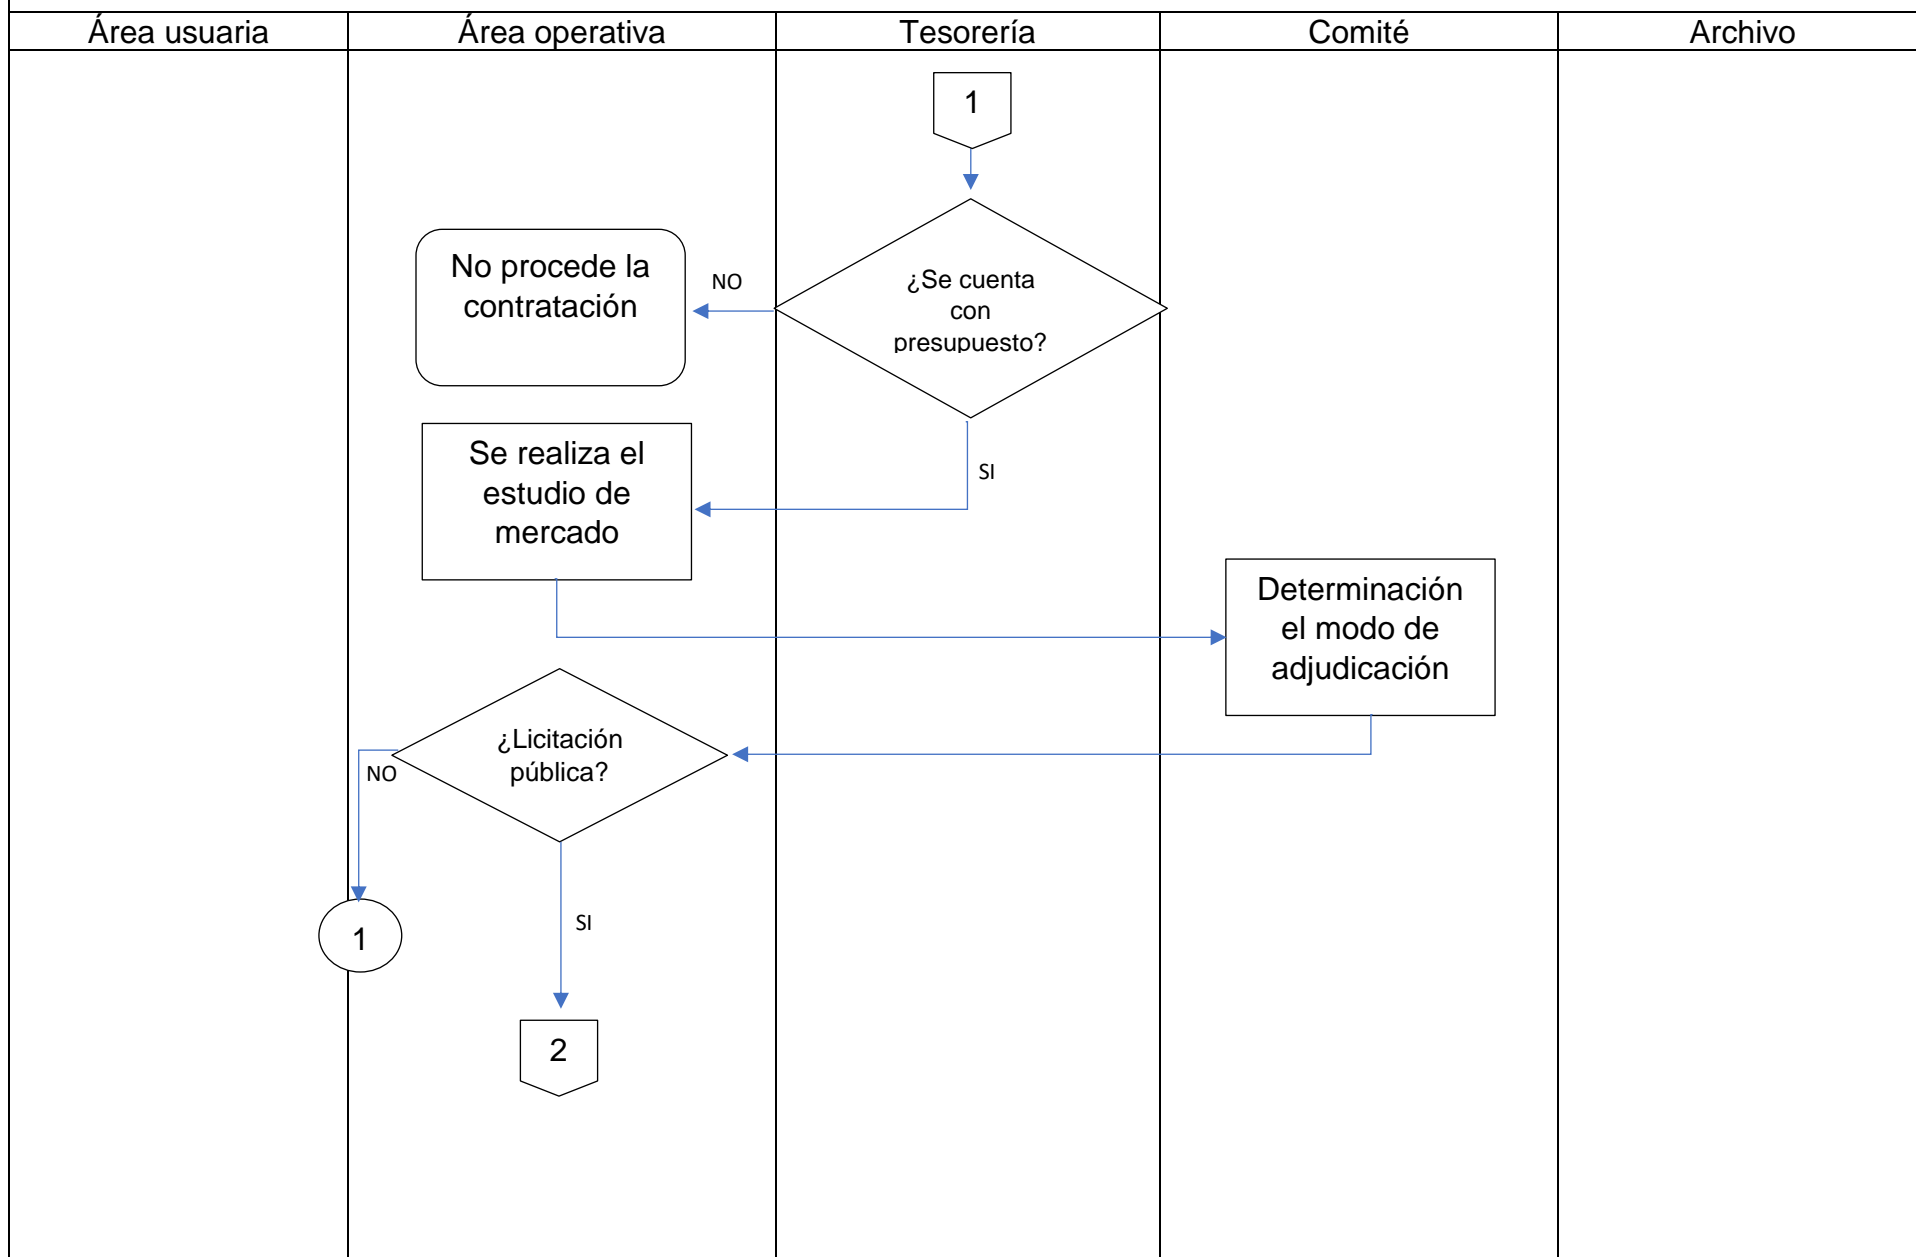 Área usuaria
Área operativa
Tesorería
Comité
Archivo
1
¿Se cuenta
con
presupuesto?
NO
No procede la
contratación
SI
Se realiza el
estudio de
mercado
Determinación
el modo de
adjudicación
¿Licitación
pública?
NO
1
SI
2